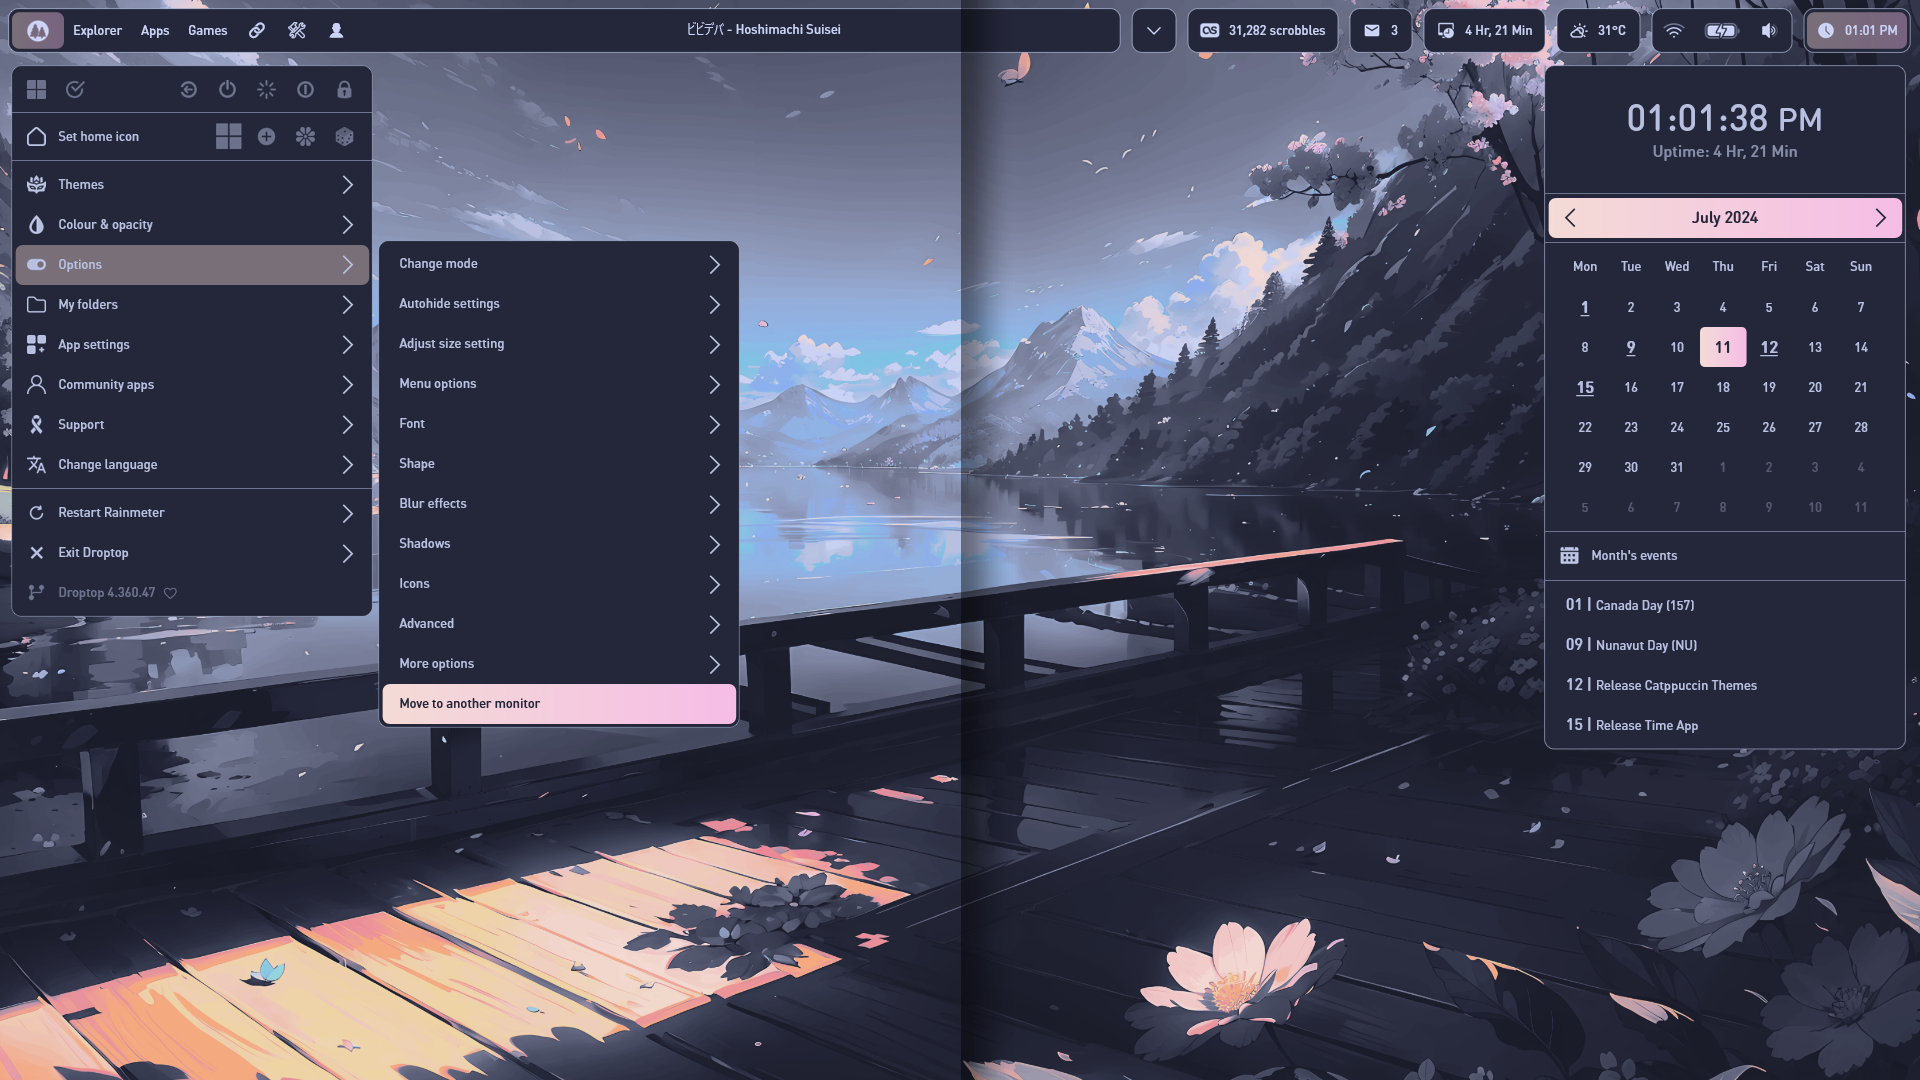 Explorer Apps Games
ビビデバ - Hoshimachi Suisei
31,282 scrobbles
3
4 Hr, 21 Min
31°C
01:01 PM
Set home icon
Themes
Colour & opacity
Options
My folders
App settings
Community apps
Support
Change language
Restart Rainmeter
Exit Droptop
Droptop 4.360.47
Change mode
Autohide settings
Adjust size setting
Menu options
Font
Shape
Blur effects
Shadows
Icons
Advanced
More options
Move to another monitor
01:01:38 PM
Uptime: 4 Hr, 21 Min
July 2024
Mon Tue Wed Thu Fri Sat Sun
1 2 3 4 5 6 7
8 9 10 11 12 13 14
15 16 17 18 19 20 21
22 23 24 25 26 27 28
29 30 31 1 2 3 4
5 6 7 8 9 10 11
Month's events
01 | Canada Day (157)
09 | Nunavut Day (NU)
12 | Release Catppuccin Themes
15 | Release Time App